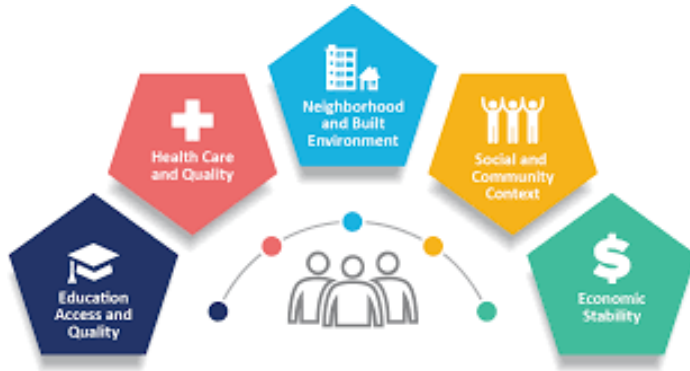 Education
Access and
Quality
Health Care
and Quality
Neighborhood
and Built
Environment
Social and
Community
Context
$
Economic
Stability